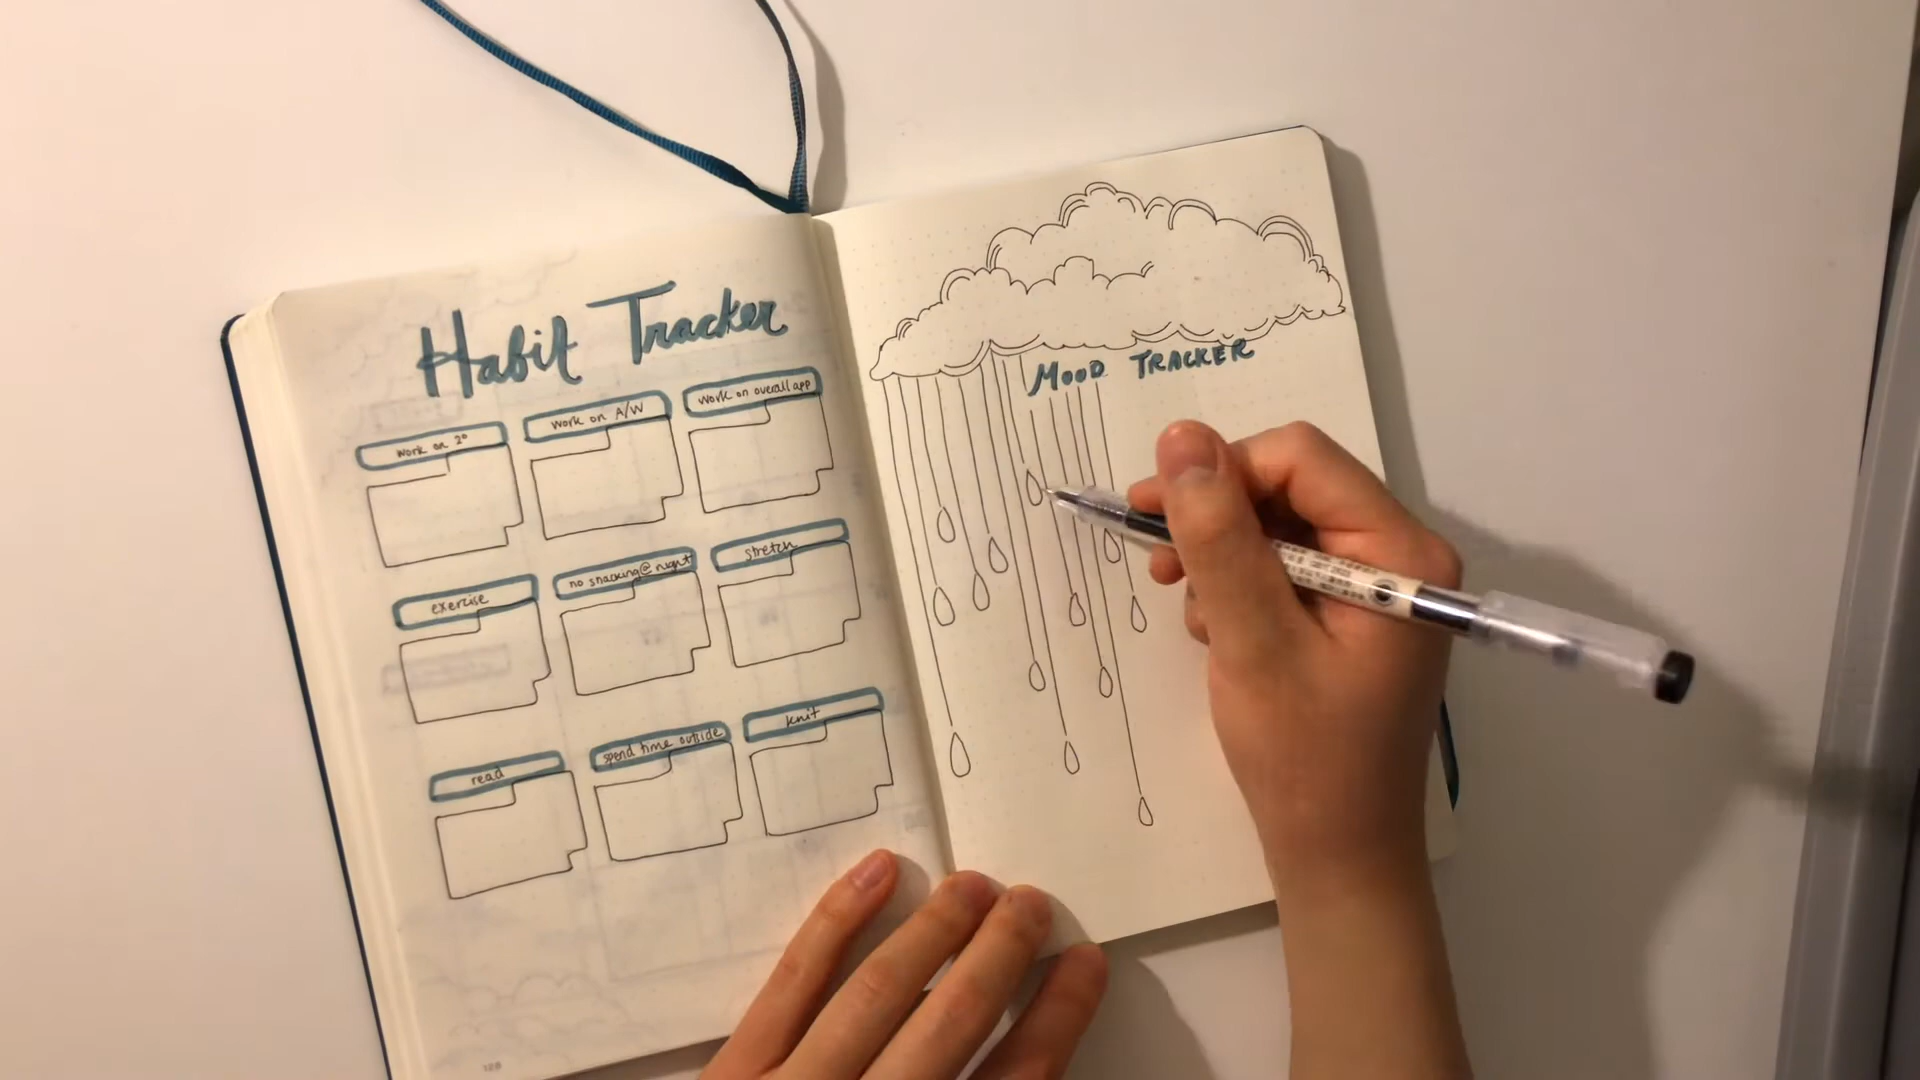 Habit Tracker
work on 2°
work on A/W
work on overall app
exercise
no snacking@night
stretch
read
spend time outside
knit
128
MOOD TRACKER